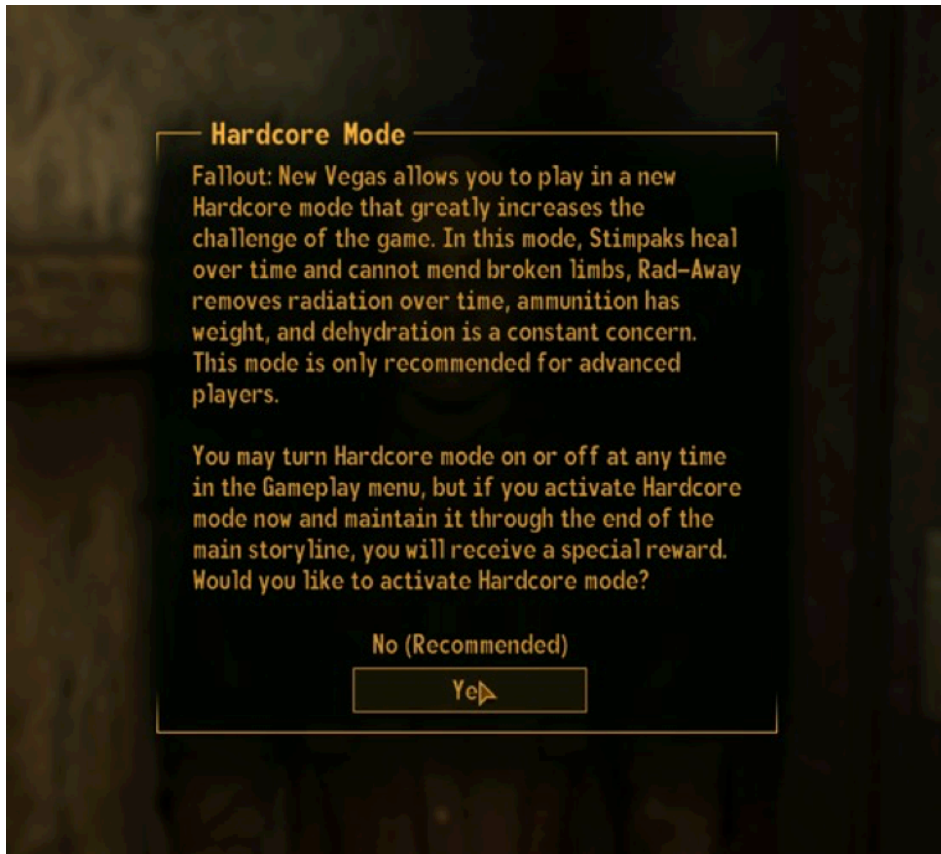 Hardcore Mode
Fallout: New Vegas allows you to play in a new
Hardcore mode that greatly increases the
challenge of the game. In this mode, Stimpaks heal
over time and cannot mend broken limbs, Rad-Away
removes radiation over time, ammunition has
weight, and dehydration is a constant concern.
This mode is only recommended for advanced
players.
You may turn Hardcore mode on or off at any time
in the Gameplay menu, but if you activate Hardcore
mode now and maintain it through the end of the
main storyline, you will receive a special reward.
Would you like to activate Hardcore mode?
No (Recommended)
Yes